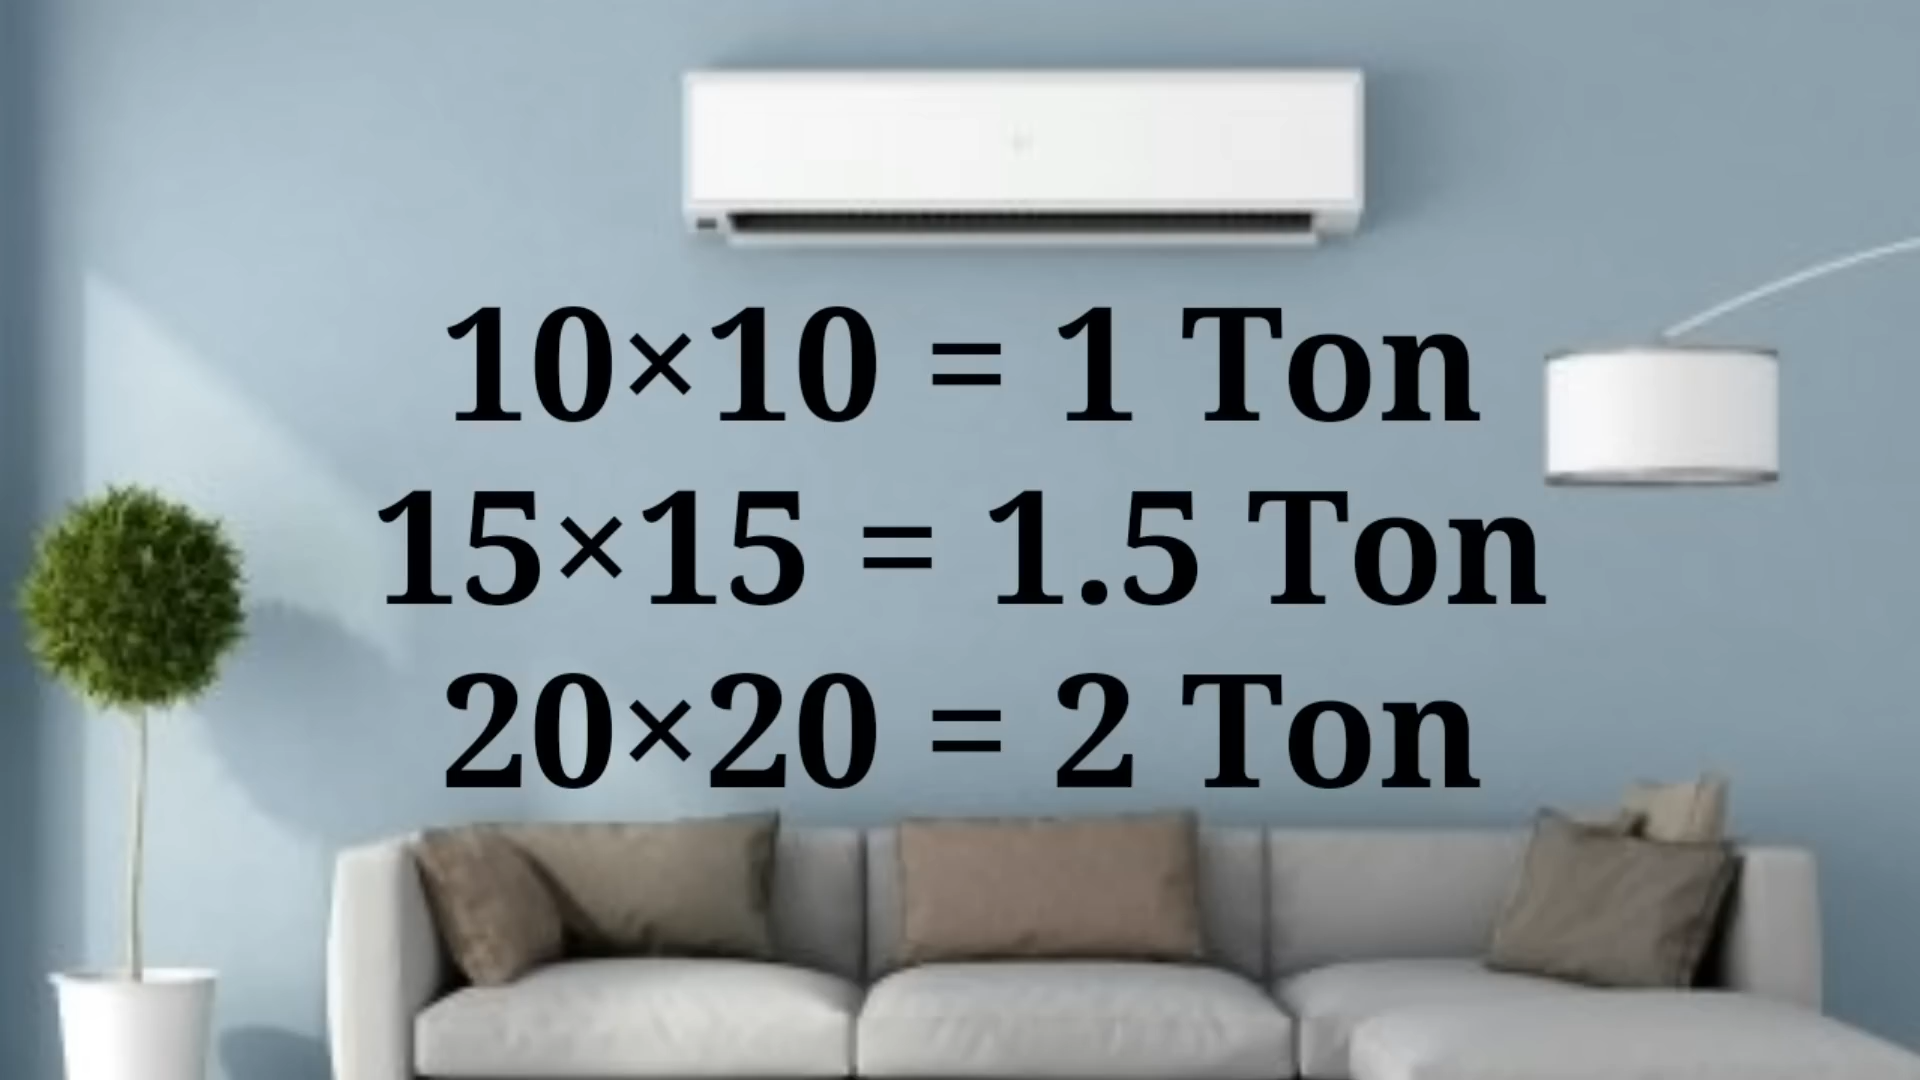 10×10 = 1 Ton
15×15 = 1.5 Ton
20×20 = 2 Ton